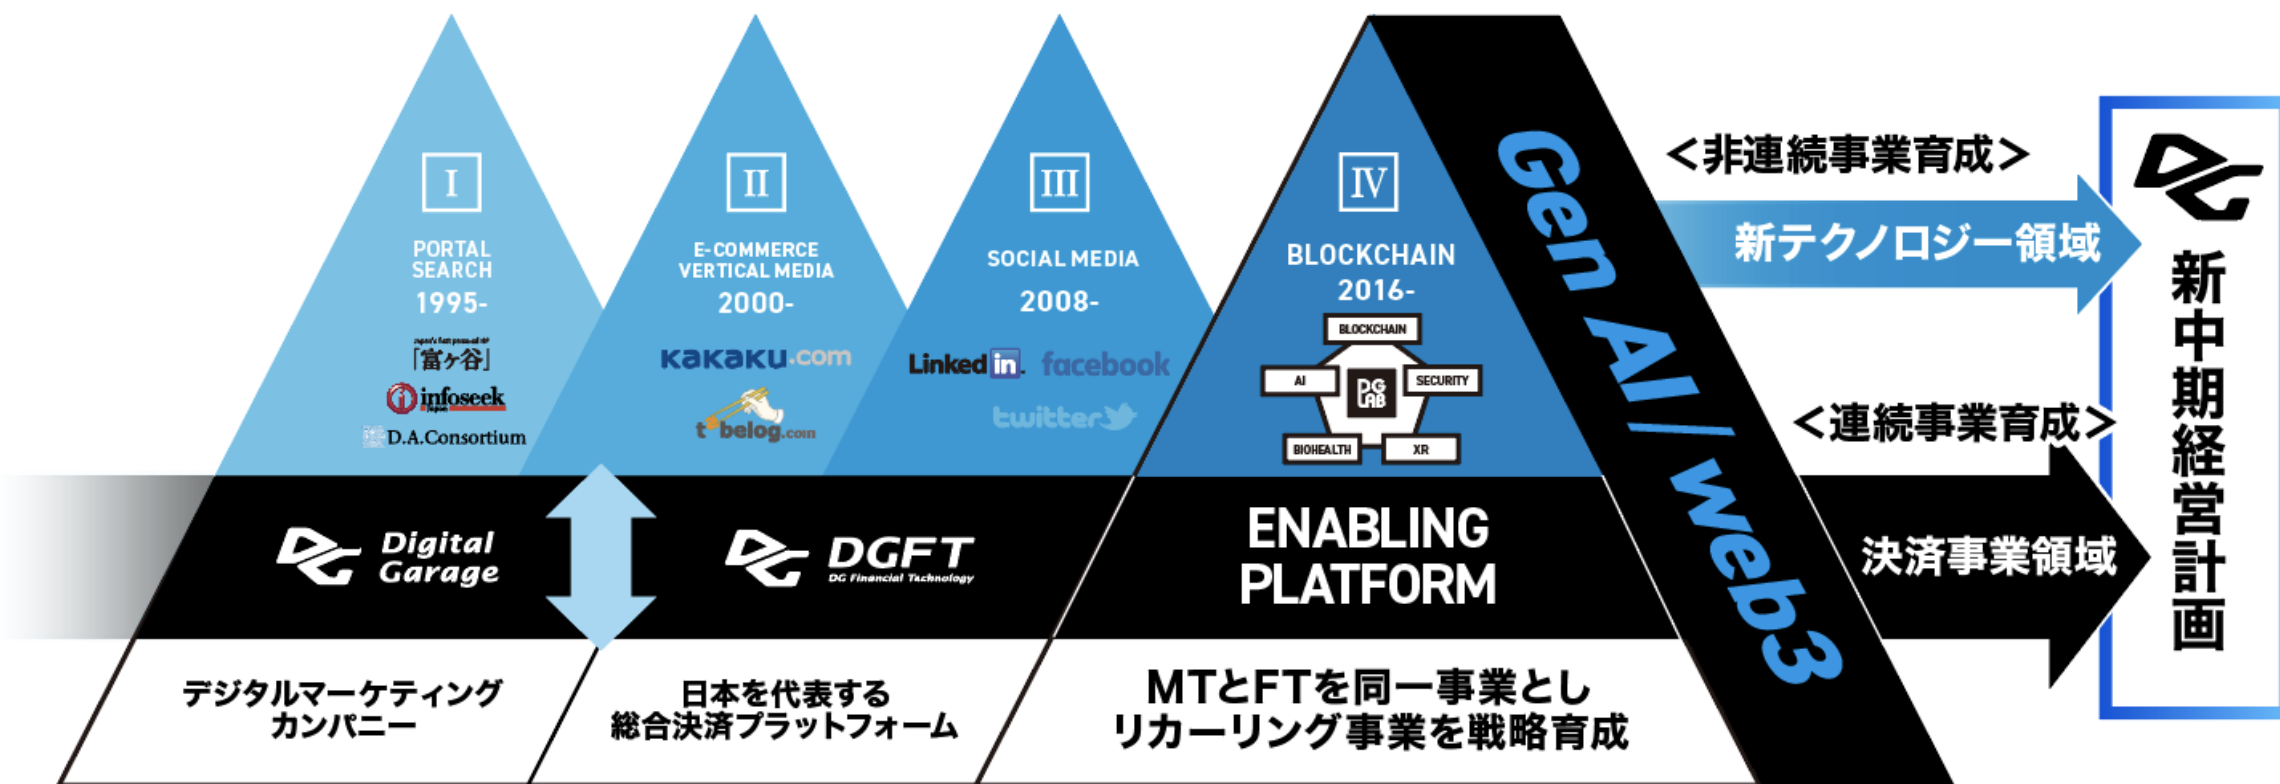 I
PORTAL
SEARCH
1995-
「富ヶ谷」
infoseek
Japan
D.A.Consortium
II
E-COMMERCE
VERTICAL MEDIA
2000-
kakaku.com
tabelog.com
III
SOCIAL MEDIA
2008-
Linked in.
facebook
twitter
IV
BLOCKCHAIN
2016-
BLOCKCHAIN
AI
SECURITY
DG
LAB
BIOHEALTH
XR
Gen AI / web3
＜非連続事業育成＞
新テクノロジー領域
＜連続事業育成＞
決済事業領域
DG
新中期経営計画
DG
Digital
Garage
DG
DGFT
DG Financial Technology
ENABLING
PLATFORM
デジタルマーケティング
カンパニー
日本を代表する
総合決済プラットフォーム
MTとFTを同一事業とし
リカーリング事業を戦略育成